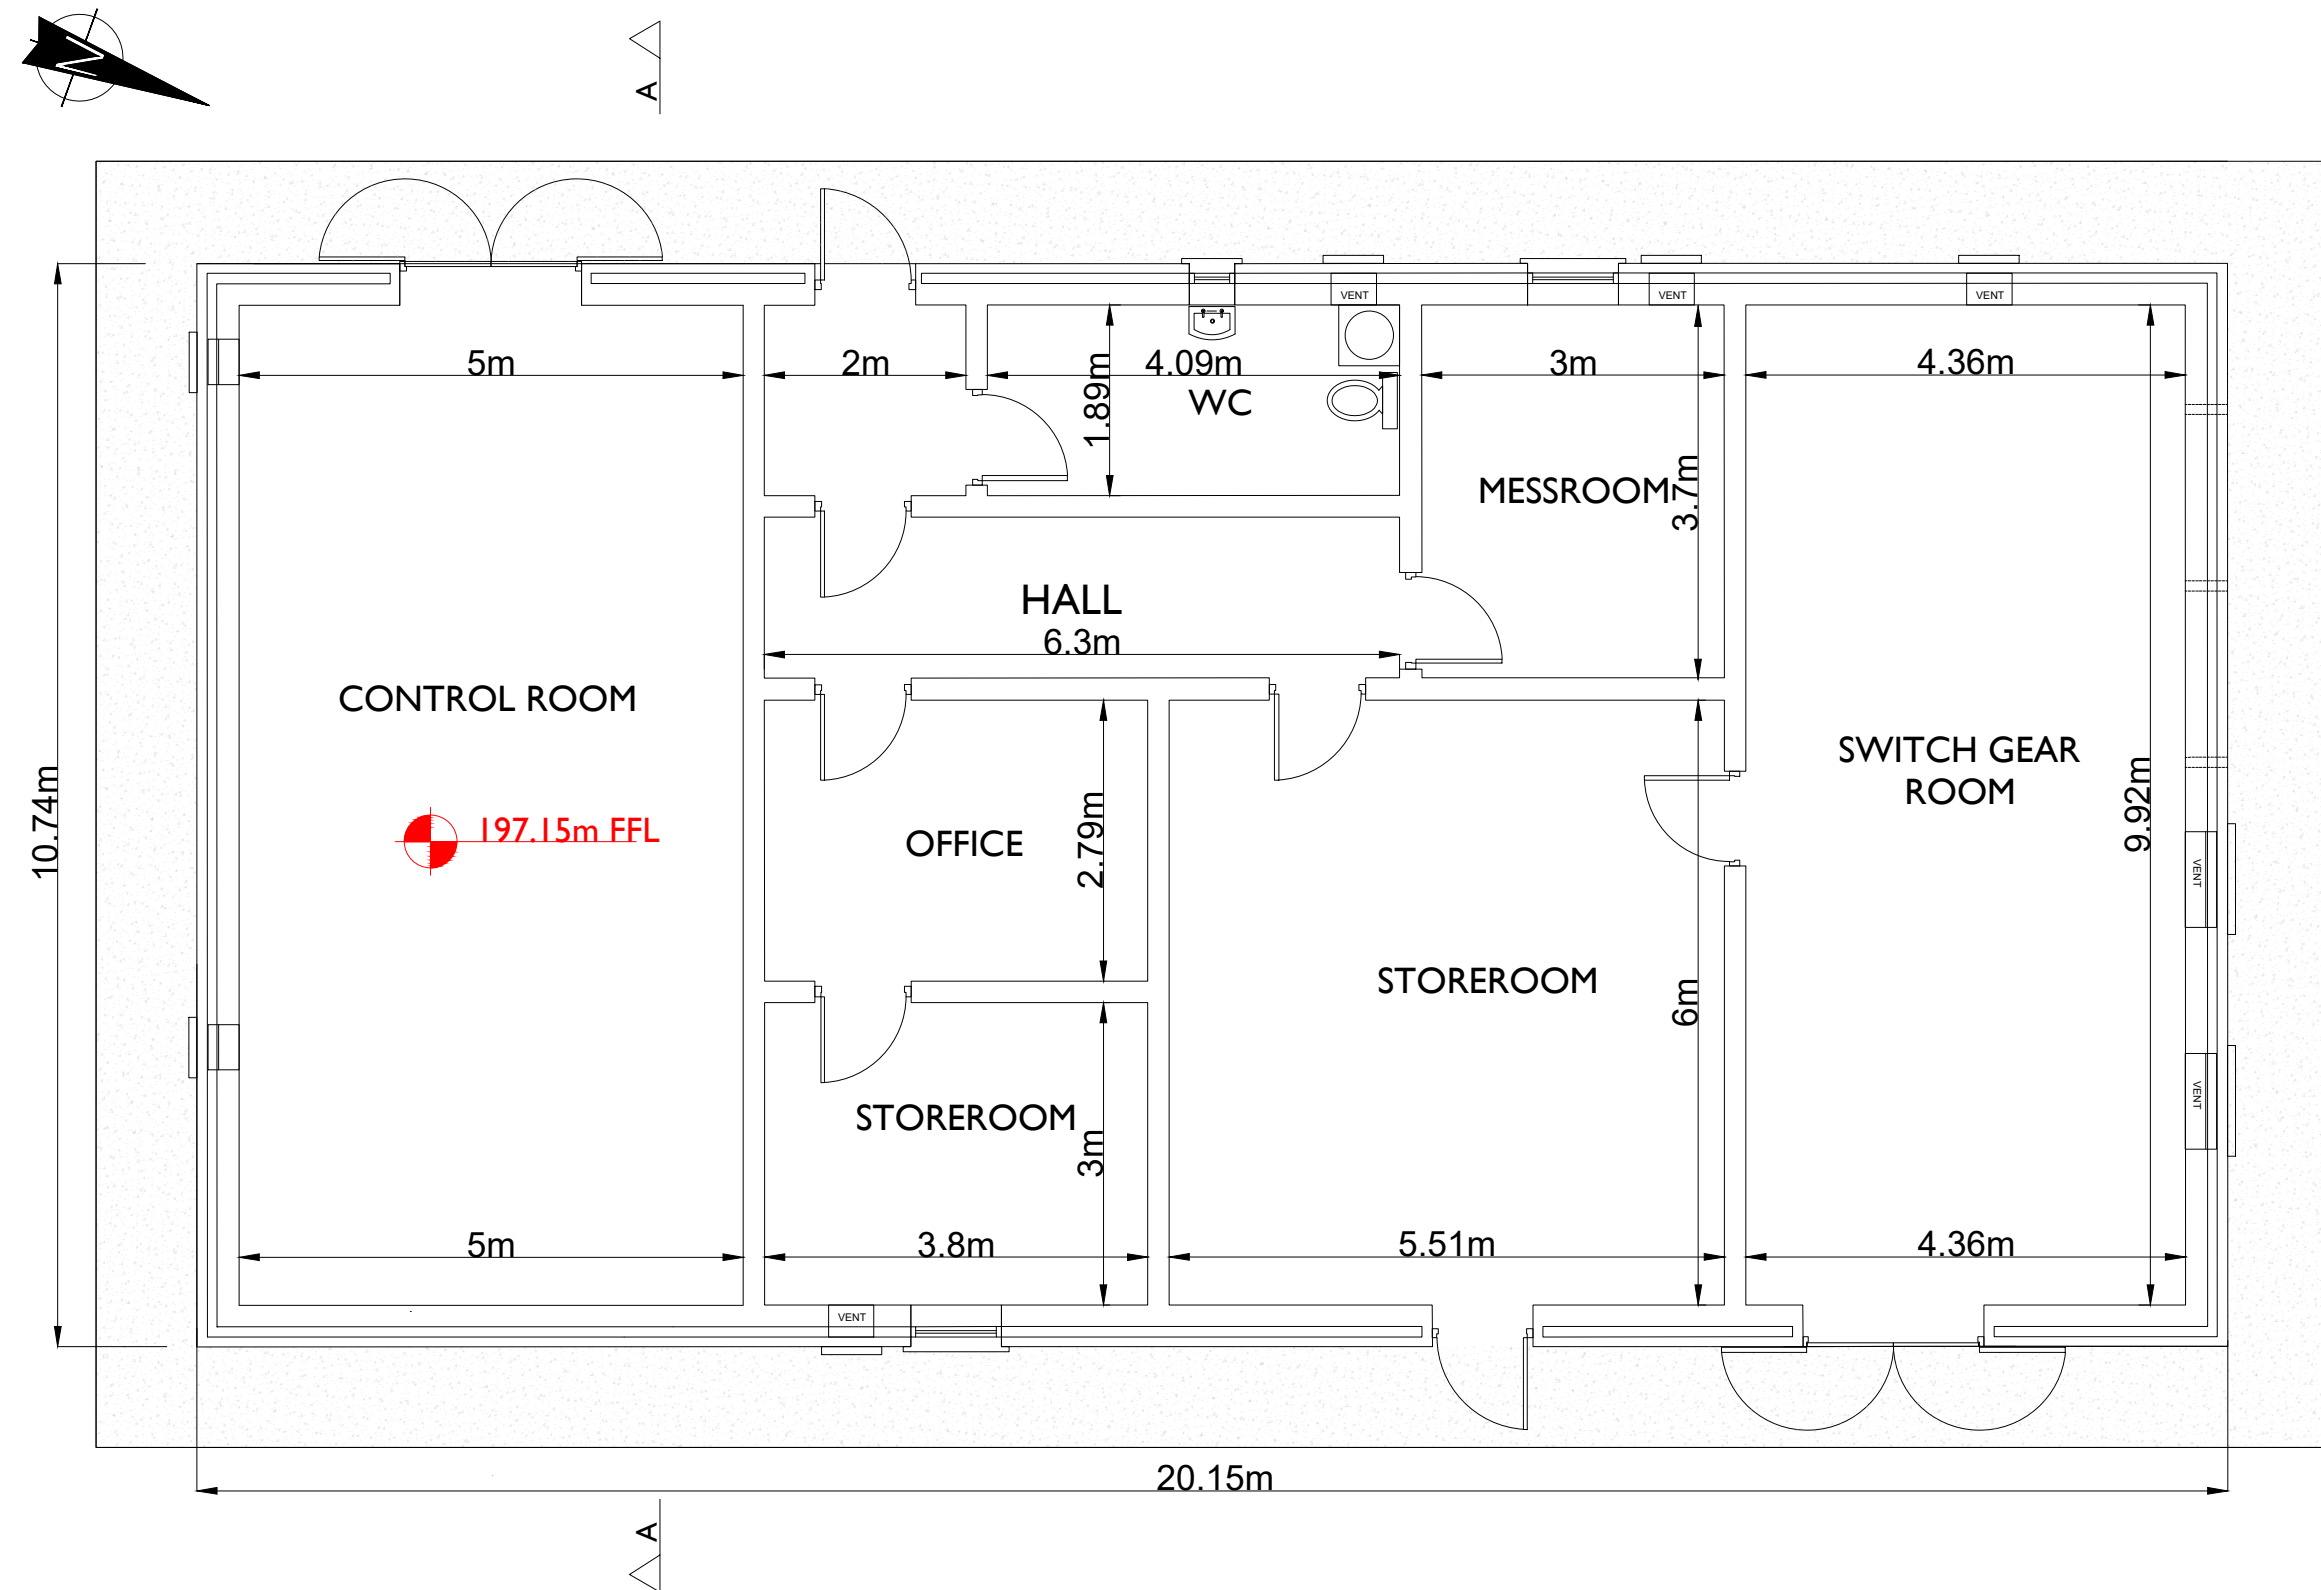 N
A
VENT
VENT
VENT
5m
2m
4.09m
3m
4.36m
1.89m
WC
MESSROOM
3.7m
HALL
6.3m
CONTROL ROOM
SWITCH GEAR
ROOM
10.74m
197.15m FFL
OFFICE
2.79m
9.92m
VENT
STOREROOM
6m
VENT
STOREROOM
3m
5m
3.8m
5.51m
4.36m
VENT
20.15m
A